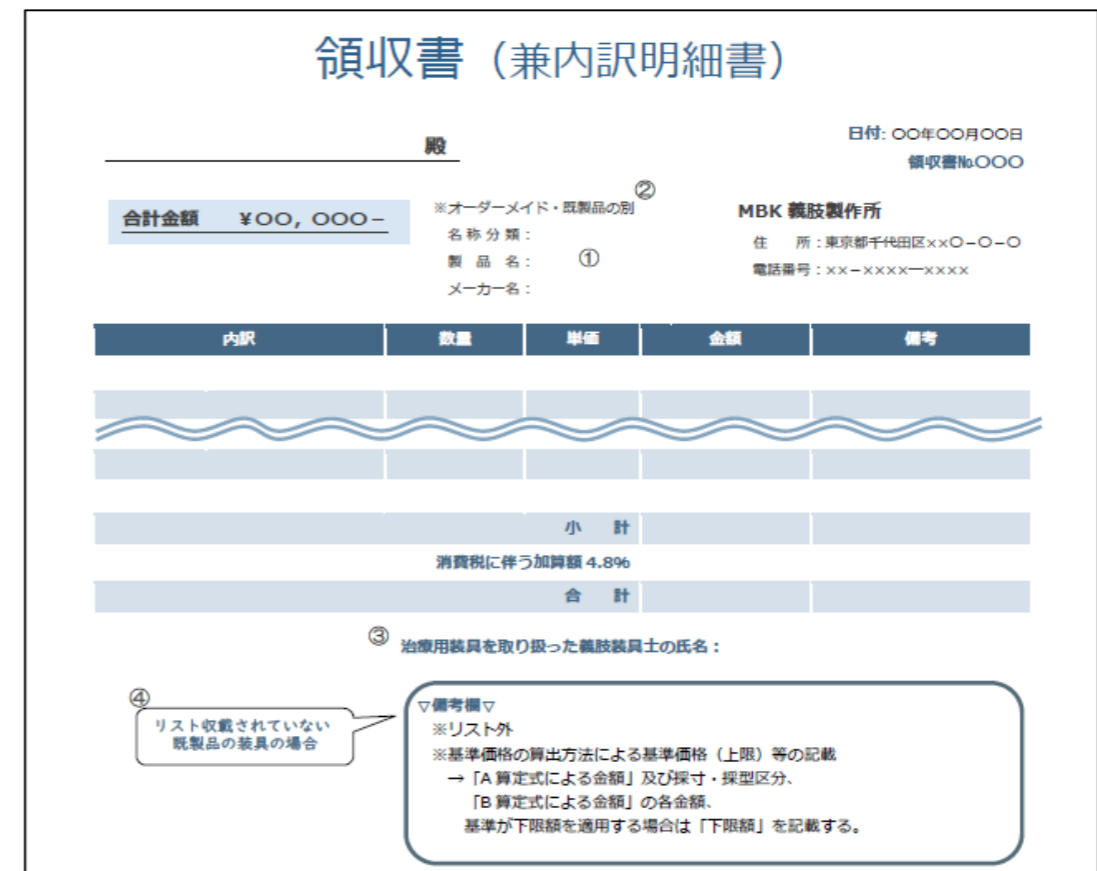 領収書（兼内訳明細書）
殿
日付: 〇〇年〇〇月〇〇日
領収書№〇〇〇
合計金額　¥〇〇, 〇〇〇-
②
※オーダーメイド・既製品の別
名称分類：
製品名：　①
メーカー名：
MBK 義肢製作所
住　所：東京都千代田区××〇-〇-〇
電話番号：××-××××―××××
内訳　数量　単価　金額　備考
小　計
消費税に伴う加算額 4.8%
合　計
③ 治療用装具を取り扱った義肢装具士の氏名：
④
リスト収載されていない
既製品の装具の場合
▽備考欄▽
※リスト外
※基準価格の算出方法による基準価格（上限）等の記載
→「A 算定式による金額」及び採寸・採型区分、
「B 算定式による金額」の各金額、
基準が下限額を適用する場合は「下限額」を記載する。